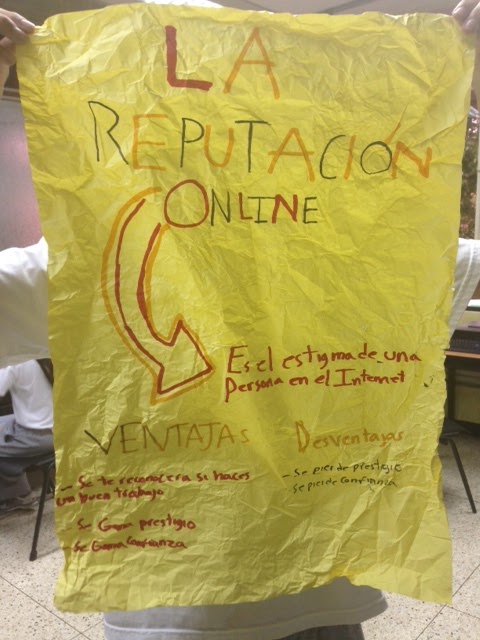 LA
REPUTACIÓN
ONLINE
Es el estigma de una
Persona en el Internet
VENTAJAS
- Se te reconocera si haces
un buen trabajo
- Se Gana prestigio
- Se Gana Confianza
Desventajas
- Se pierde prestigio
Se pierde confianza